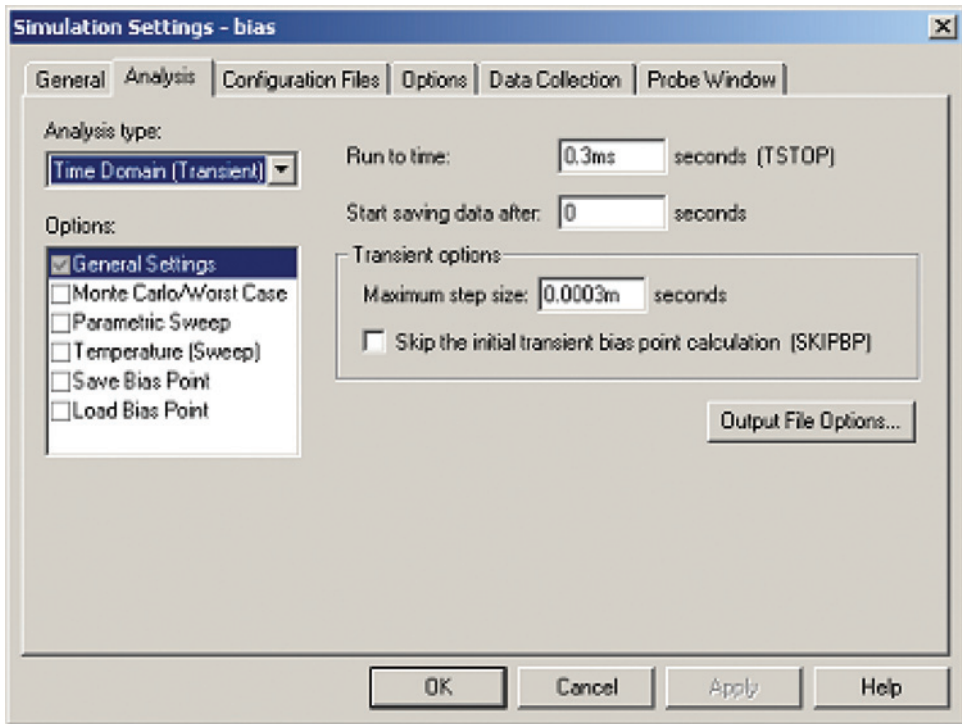 Simulation Settings - bias
General Analysis Configuration Files Options Data Collection Probe Window
Analysis type:
Time Domain (Transient)
Options:
General Settings
Monte Carlo/Worst Case
Parametric Sweep
Temperature (Sweep)
Save Bias Point
Load Bias Point
Run to time: 0.3ms seconds (TSTOP)
Start saving data after: 0 seconds
Transient options
Maximum step size: 0.0003m seconds
Skip the initial transient bias point calculation (SKIPBP)
Output File Options...
OK Cancel Apply Help